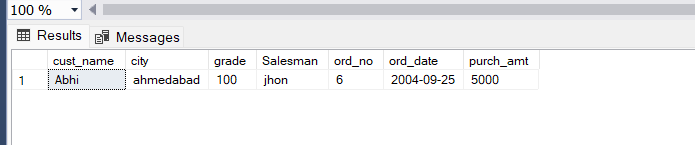 100 %
Results Messages
cust_name city grade Salesman ord_no ord_date purch_amt
1 Abhi ahmedabad 100 jhon 6 2004-09-25 5000